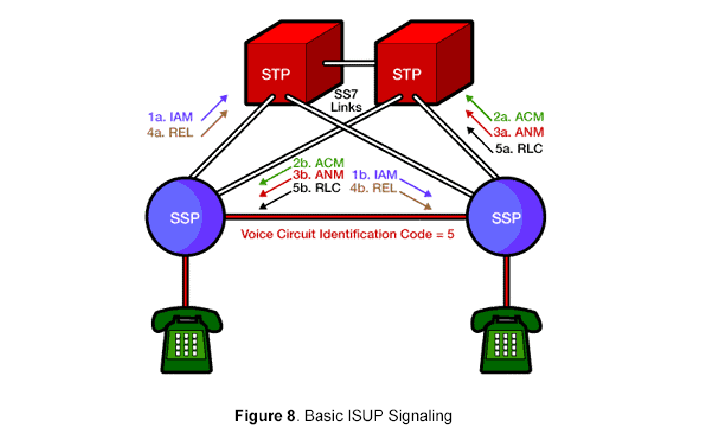 STP
STP
SS7
Links
1a. IAM
4a. REL
2a. ACM
3a. ANM
5a. RLC
2b. ACM
3b. ANM
5b. RLC
1b. IAM
4b. REL
SSP
SSP
Voice Circuit Identification Code = 5
Figure 8. Basic ISUP Signaling